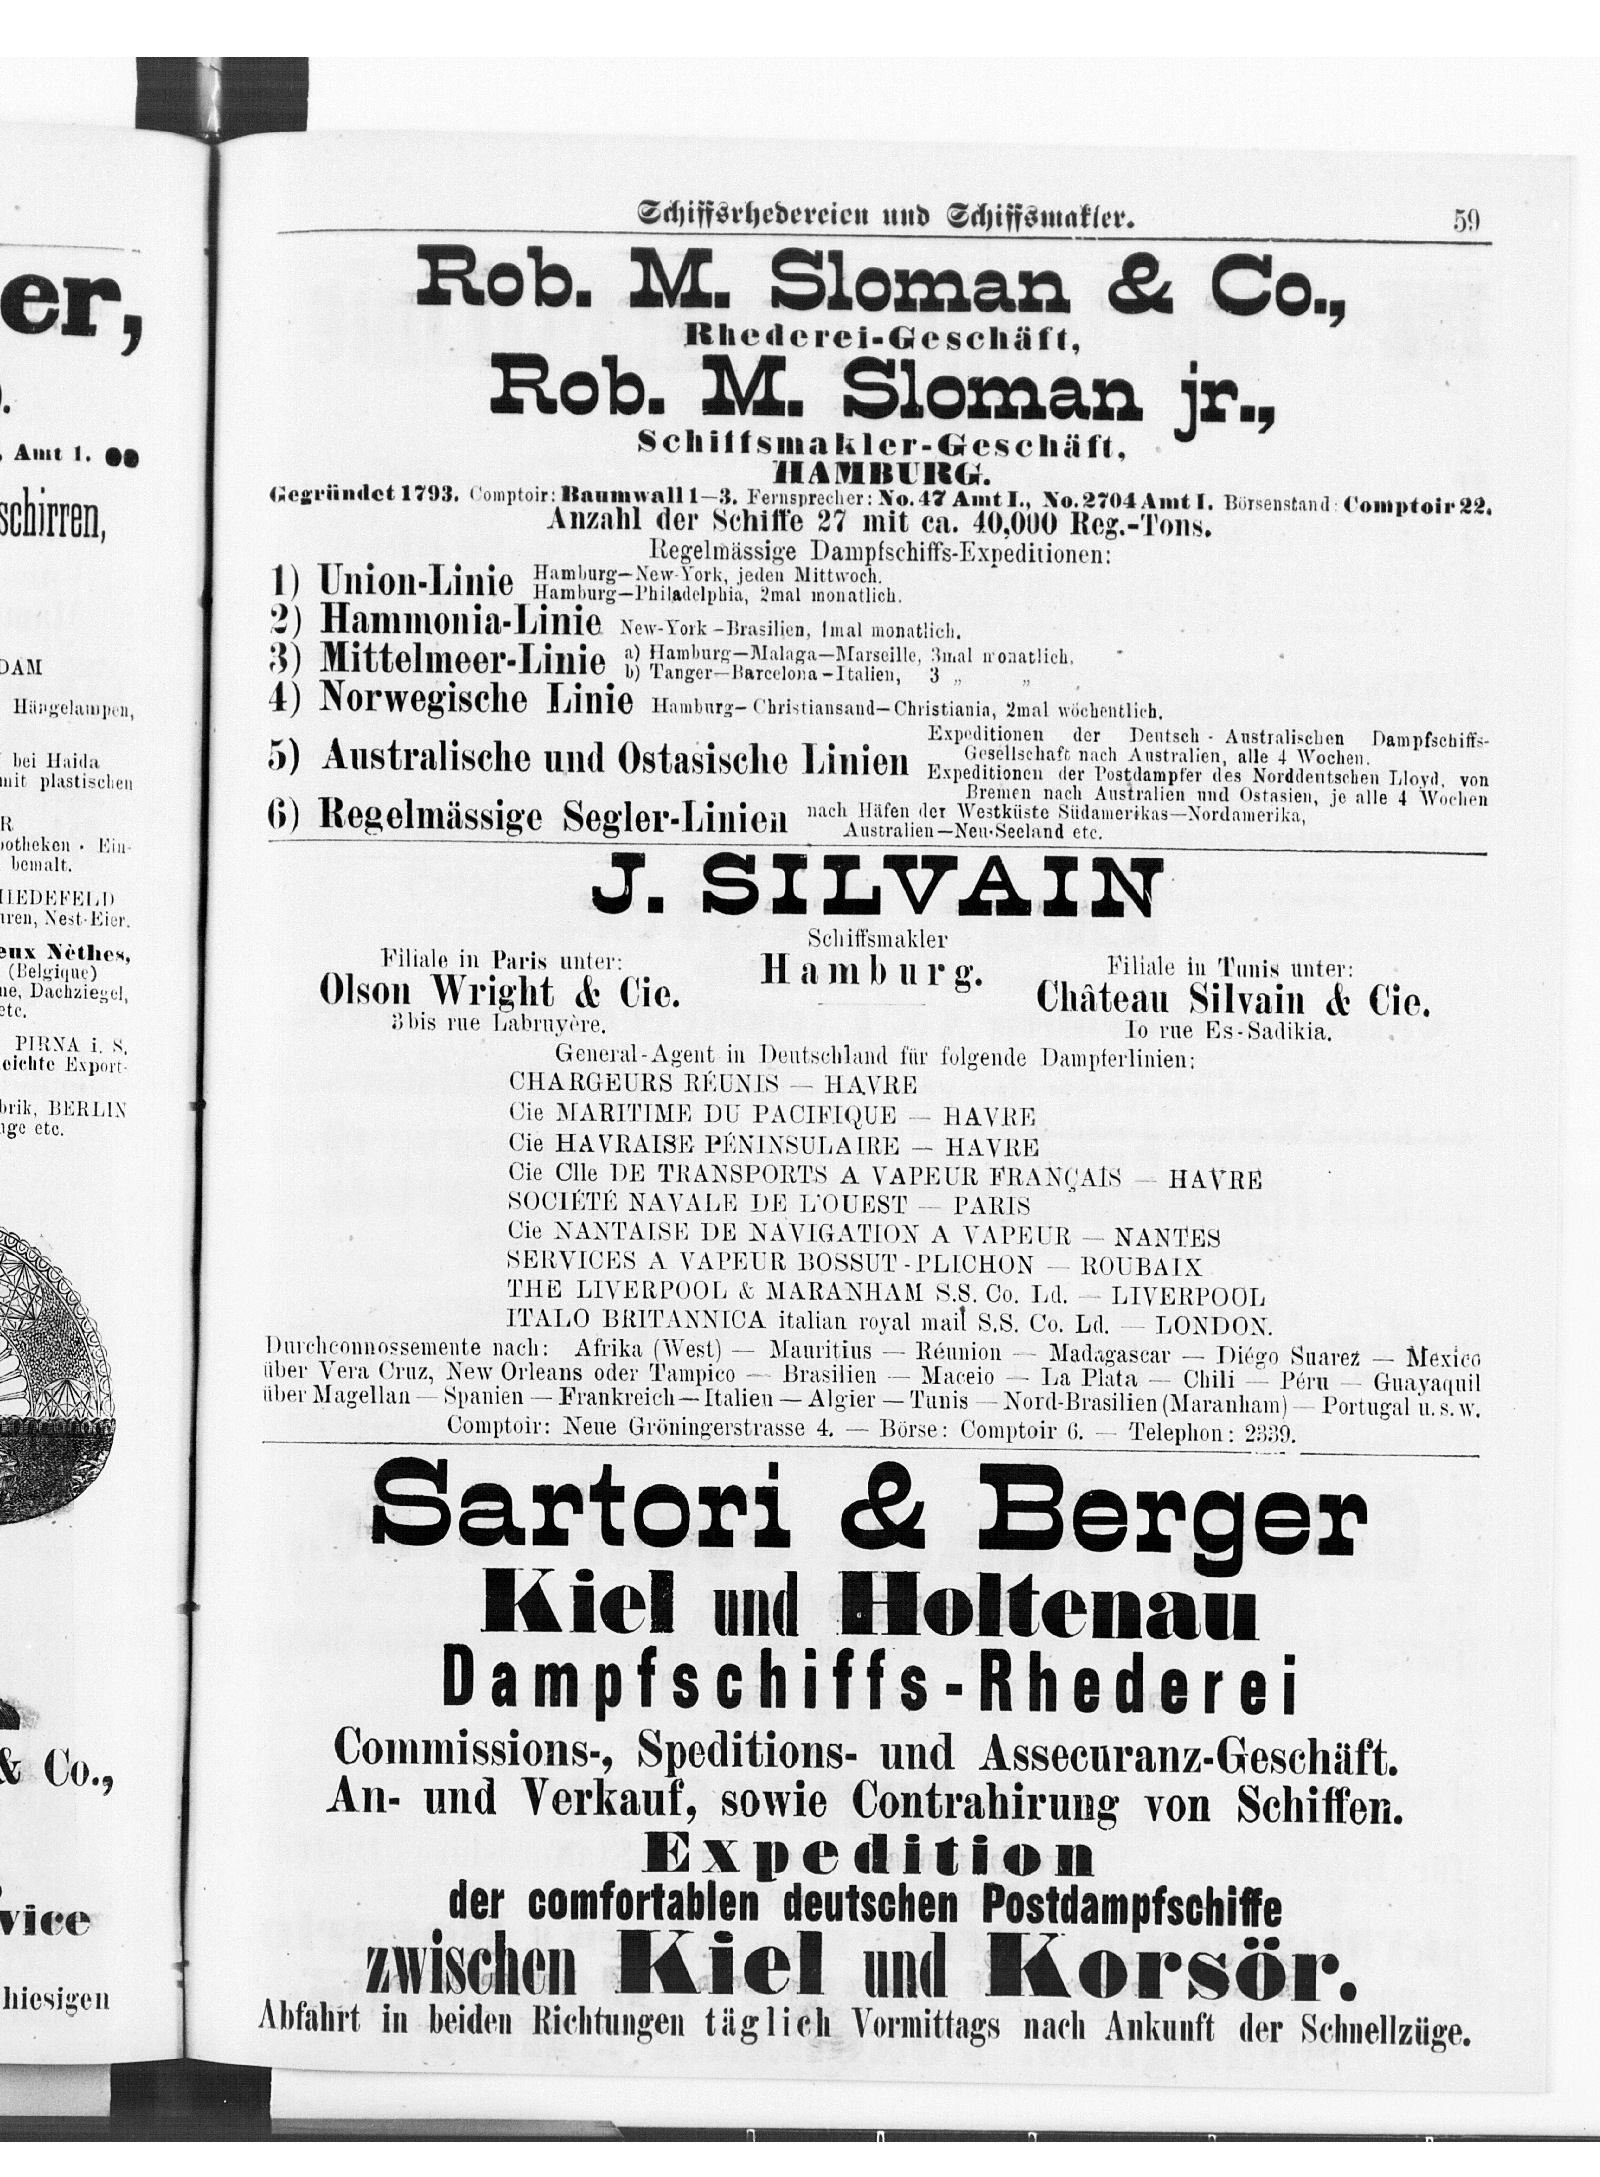 er,
).
, Amt 1.
schirren,
DAM
Hängelampen,
bei Haida
mit plastischen
R
potheken · Ein-
bemalt.
HIEDEFELD
uren, Nest-Eier.
eux Nèthes,
(Belgique)
ne, Dachziegel,
etc.
PIRNA i. S.
leichte Export-
brik, BERLIN
nge etc.
& Co.,
vice
hiesigen
Schiffsrhedereien und Schiffsmakler. 59
Rob. M. Sloman & Co.,
Rhederei-Geschäft,
Rob. M. Sloman jr.,
Schiffsmakler-Geschäft,
HAMBURG.
Gegründet 1793. Comptoir: Baumwall 1—3. Fernsprecher: No. 47 Amt I., No. 2704 Amt I. Börsenstand: Comptoir 22.
Anzahl der Schiffe 27 mit ca. 40,000 Reg.-Tons.
Regelmässige Dampfschiffs-Expeditionen:
1) Union-Linie Hamburg—New-York, jeden Mittwoch.
Hamburg—Philadelphia, 2mal monatlich.
2) Hammonia-Linie New-York—Brasilien, 1mal monatlich.
3) Mittelmeer-Linie a) Hamburg—Malaga—Marseille, 3mal monatlich.
b) Tanger—Barcelona—Italien, 3 „ „
4) Norwegische Linie Hamburg—Christiansand—Christiania, 2mal wöchentlich.
5) Australische und Ostasische Linien Expeditionen der Deutsch-Australischen Dampfschiffs-
Gesellschaft nach Australien, alle 4 Wochen.
Expeditionen der Postdampfer des Norddeutschen Lloyd, von
Bremen nach Australien und Ostasien, je alle 4 Wochen
6) Regelmässige Segler-Linien nach Häfen der Westküste Südamerikas—Nordamerika,
Australien—Neu-Seeland etc.
J. SILVAIN
Schiffsmakler
Hamburg.
Filiale in Paris unter:
Olson Wright & Cie.
3 bis rue Labruyère.
Filiale in Tunis unter:
Château Silvain & Cie.
Io rue Es-Sadikia.
General-Agent in Deutschland für folgende Dampferlinien:
CHARGEURS RÉUNIS — HAVRE
Cie MARITIME DU PACIFIQUE — HAVRE
Cie HAVRAISE PÉNINSULAIRE — HAVRE
Cie Clle DE TRANSPORTS A VAPEUR FRANÇAIS — HAVRE
SOCIÉTÉ NAVALE DE L'OUEST — PARIS
Cie NANTAISE DE NAVIGATION A VAPEUR — NANTES
SERVICES A VAPEUR BOSSUT-PLICHON — ROUBAIX
THE LIVERPOOL & MARANHAM S.S. Co. Ld. — LIVERPOOL
ITALO BRITANNICA italian royal mail S.S. Co. Ld. — LONDON.
Durchconnossemente nach: Afrika (West) — Mauritius — Réunion — Madagascar — Diégo Suarez — Mexico
über Vera Cruz, New Orleans oder Tampico — Brasilien — Maceio — La Plata — Chili — Péru — Guayaquil
über Magellan — Spanien — Frankreich — Italien — Algier — Tunis — Nord-Brasilien (Maranham) — Portugal u. s. w.
Comptoir: Neue Gröningerstrasse 4. — Börse: Comptoir 6. — Telephon: 2339.
Sartori & Berger
Kiel und Holtenau
Dampfschiffs-Rhederei
Commissions-, Speditions- und Assecuranz-Geschäft.
An- und Verkauf, sowie Contrahirung von Schiffen.
Expedition
der comfortablen deutschen Postdampfschiffe
zwischen Kiel und Korsör.
Abfahrt in beiden Richtungen täglich Vormittags nach Ankunft der Schnellzüge.